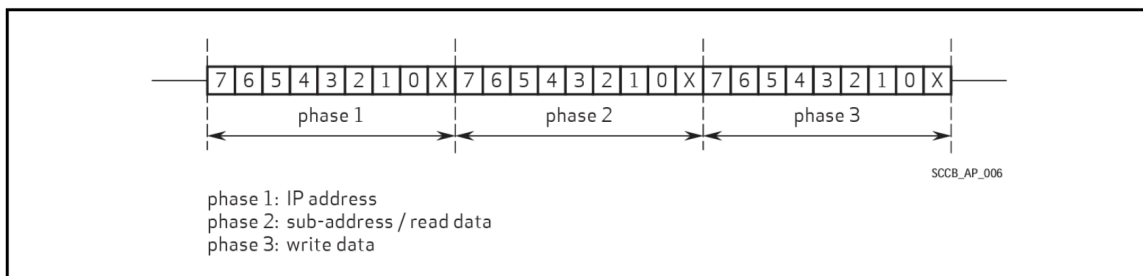 7 6 5 4 3 2 1 0 X 7 6 5 4 3 2 1 0 X 7 6 5 4 3 2 1 0 X
phase 1 phase 2 phase 3
SCCB_AP_006
phase 1: IP address
phase 2: sub-address / read data
phase 3: write data